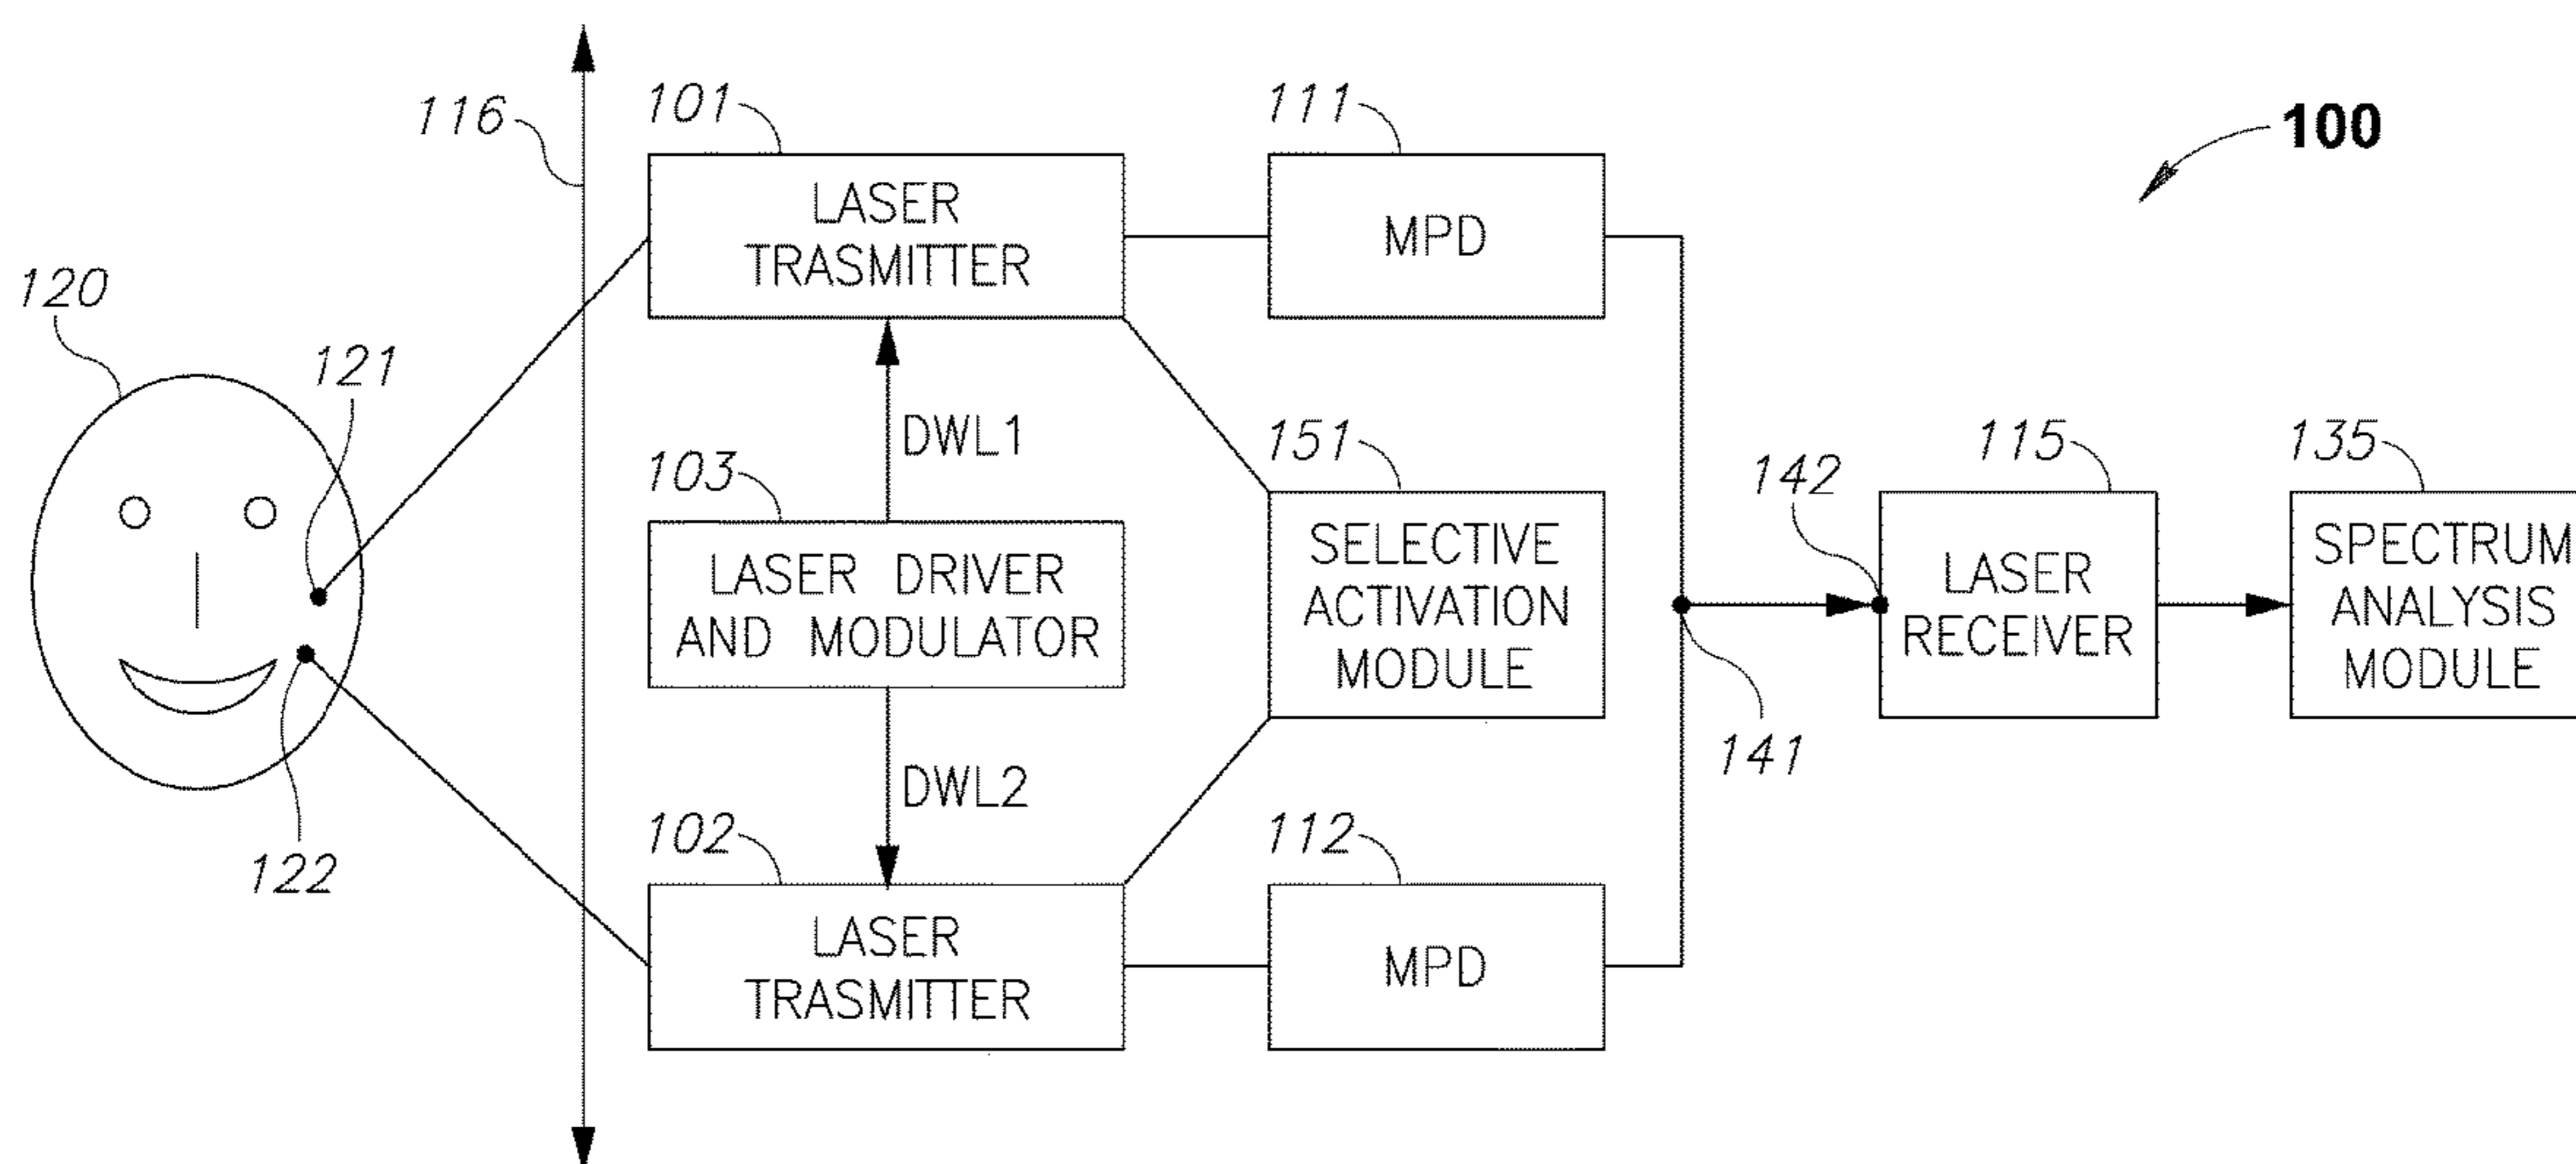 100
116
101
111
LASER
TRASMITTER
MPD
120
121
DWL1
103
151
142
115
135
LASER DRIVER
AND MODULATOR
SELECTIVE
ACTIVATION
MODULE
LASER
RECEIVER
SPECTRUM
ANALYSIS
MODULE
122
DWL2
141
102
112
LASER
TRASMITTER
MPD